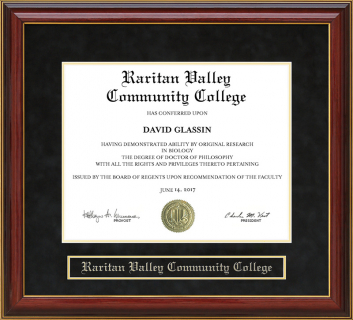 Raritan Valley
Community College
HAS CONFERRED UPON
DAVID GLASSIN
HAVING DEMONSTRATED ABILITY BY ORIGINAL RESEARCH
IN BIOLOGY
THE DEGREE OF DOCTOR OF PHILOSOPHY
WITH ALL THE RIGHTS AND PRIVILEGES THERETO PERTAINING
ISSUED BY THE BOARD OF REGENTS UPON RECOMMENDATION OF THE FACULTY
JUNE 14, 2017
PROVOST
PRESIDENT
Raritan Valley Community College